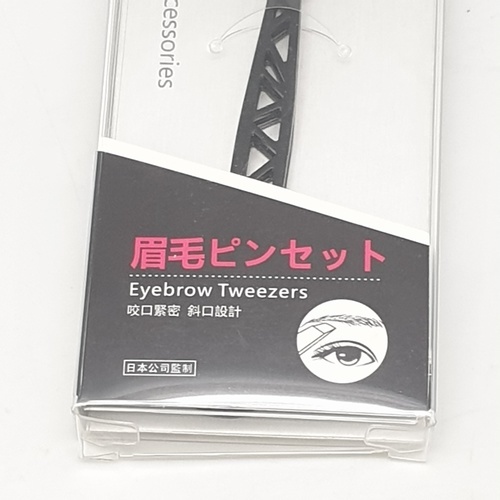 cessories
眉毛ピンセット
Eyebrow Tweezers
咬口緊密 斜口設計
日本公司監制